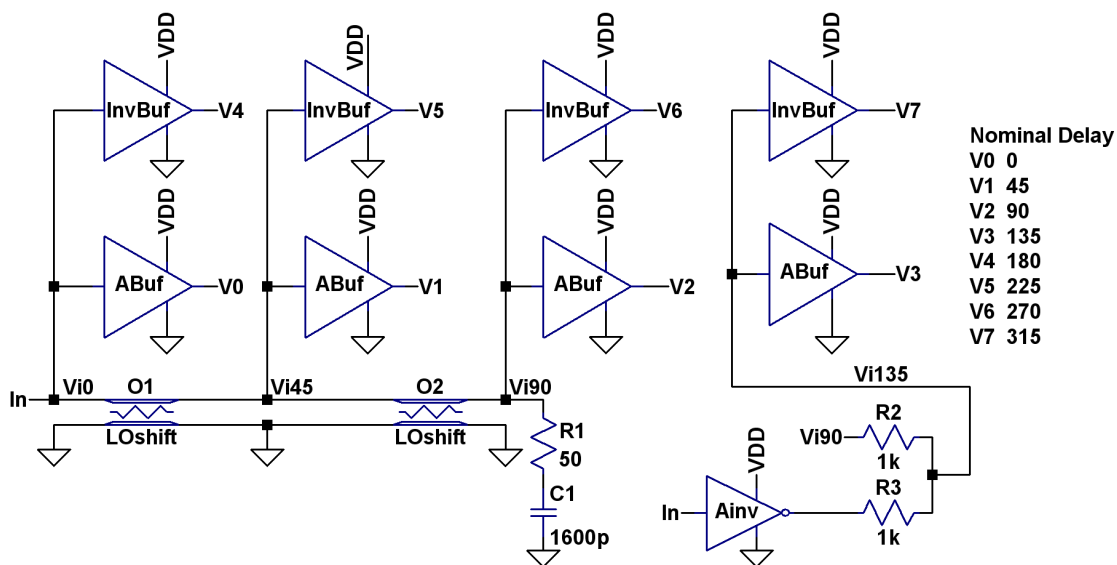 VDD
VDD
VDD
VDD
InvBuf
V4
InvBuf
V5
InvBuf
V6
InvBuf
V7
Nominal Delay
V0 0
V1 45
V2 90
V3 135
V4 180
V5 225
V6 270
V7 315
VDD
VDD
VDD
VDD
ABuf
V0
ABuf
V1
ABuf
V2
ABuf
V3
In
Vi0
O1
Vi45
O2
Vi90
LOshift
LOshift
R1
50
C1
1600p
Vi135
R2
Vi90
1k
VDD
R3
In
Ainv
1k